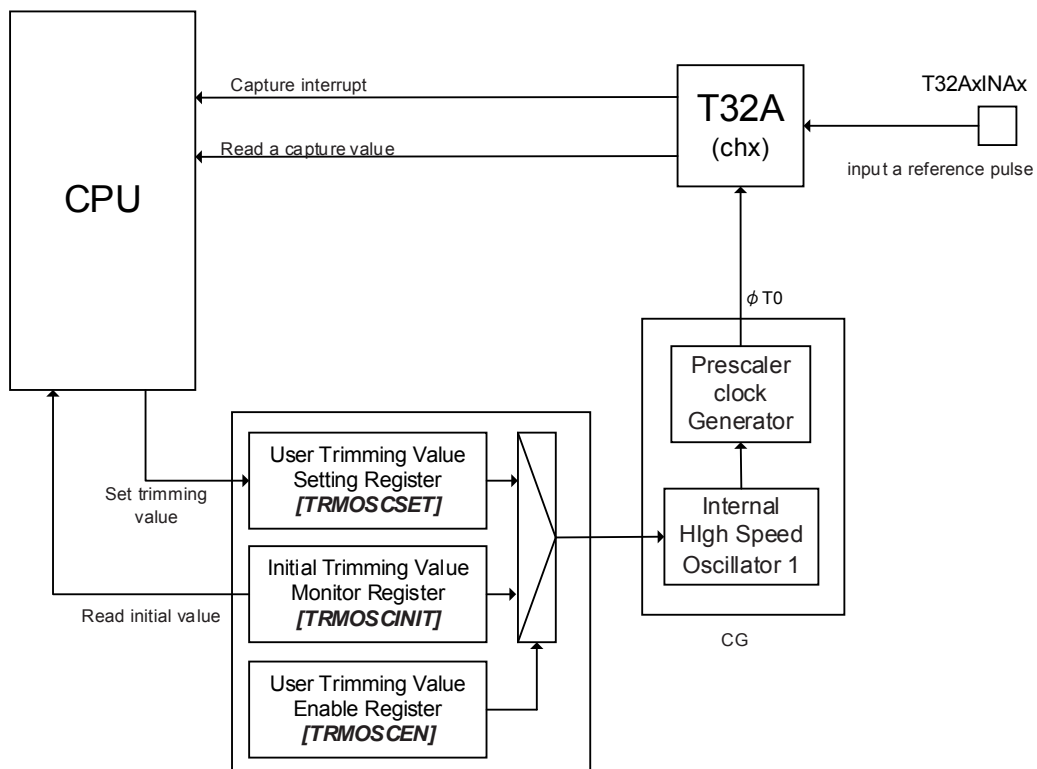 Capture interrupt
Read a capture value
CPU
T32A
(chx)
T32AxINAx
input a reference pulse
ϕT0
Prescaler
clock
Generator
Internal
HIgh Speed
Oscillator 1
CG
Set trimming
value
Read initial value
User Trimming Value
Setting Register
[TRMOSCSET]
Initial Trimming Value
Monitor Register
[TRMOSCINIT]
User Trimming Value
Enable Register
[TRMOSCEN]